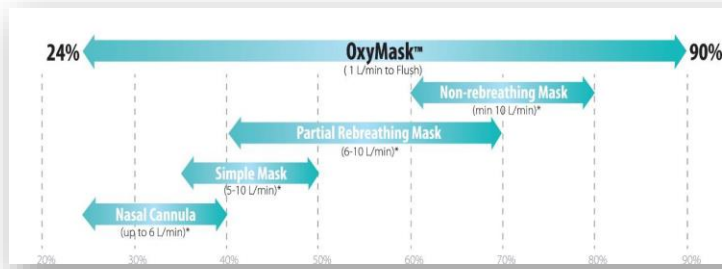 24% OxyMask™ 90%
( 1 L/min to Flush)
Non-rebreathing Mask
(min 10 L/min)*
Partial Rebreathing Mask
(6-10 L/min)*
Simple Mask
(5-10 L/min)*
Nasal Cannula
(up to 6 L/min)*
20% 30% 40% 50% 60% 70% 80% 90%